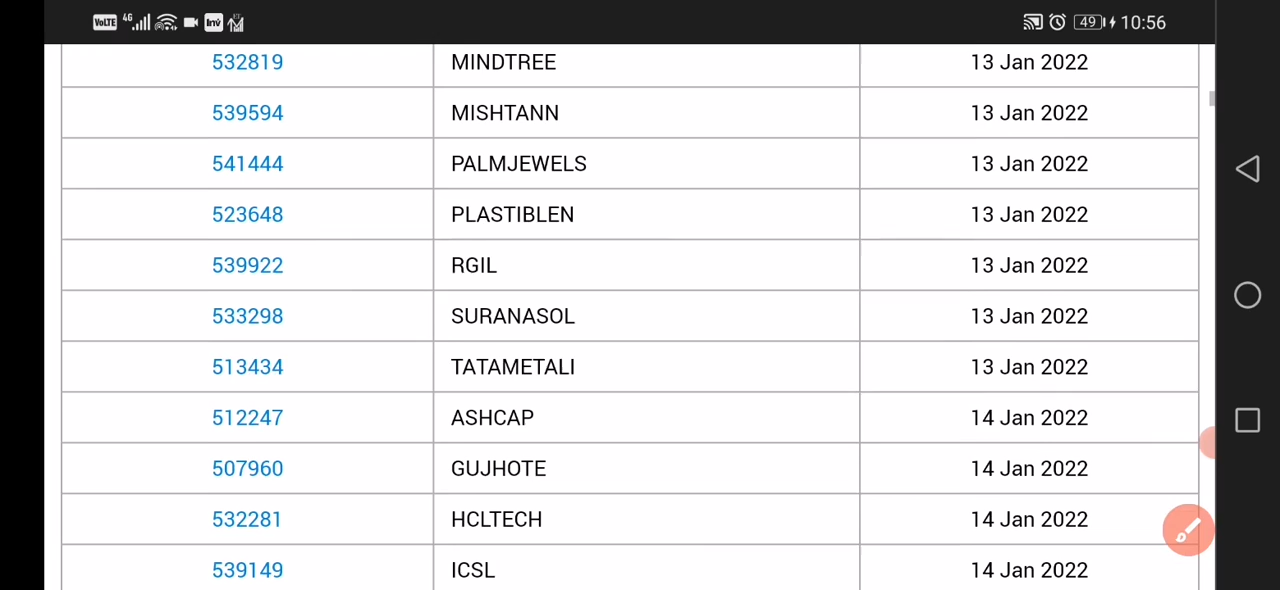 VoLTE 4G Inv 49 10:56
532819 MINDTREE 13 Jan 2022
539594 MISHTANN 13 Jan 2022
541444 PALMJEWELS 13 Jan 2022
523648 PLASTIBLEN 13 Jan 2022
539922 RGIL 13 Jan 2022
533298 SURANASOL 13 Jan 2022
513434 TATAMETALI 13 Jan 2022
512247 ASHCAP 14 Jan 2022
507960 GUJHOTE 14 Jan 2022
532281 HCLTECH 14 Jan 2022
539149 ICSL 14 Jan 2022